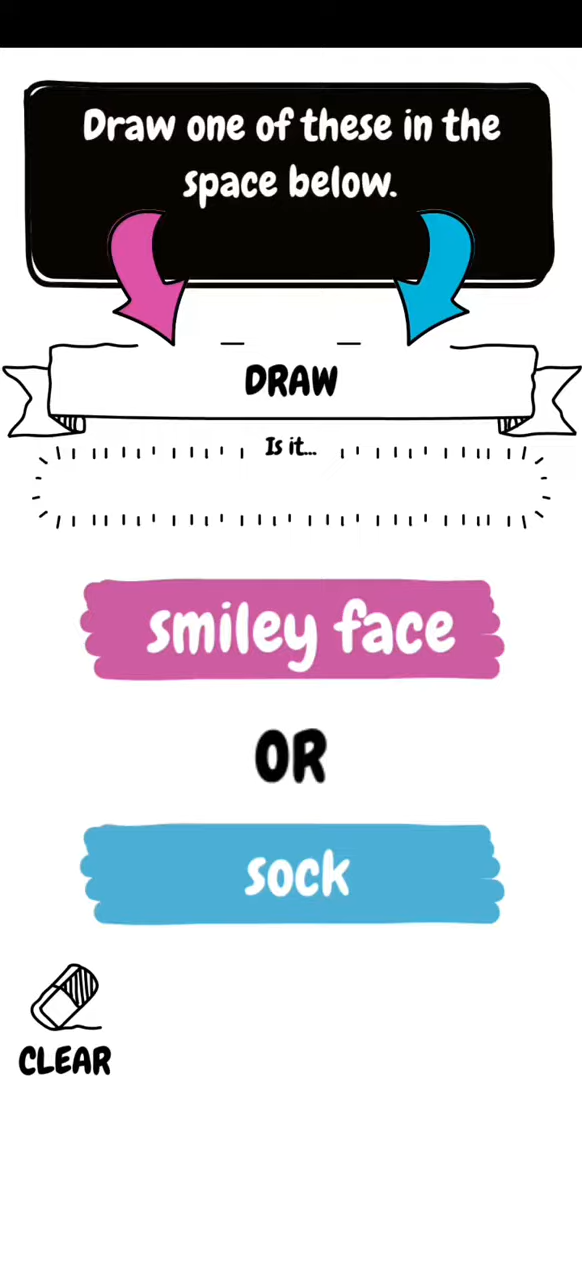 Draw one of these in the
space below.
DRAW
Is it...
smiley face
OR
sock
CLEAR